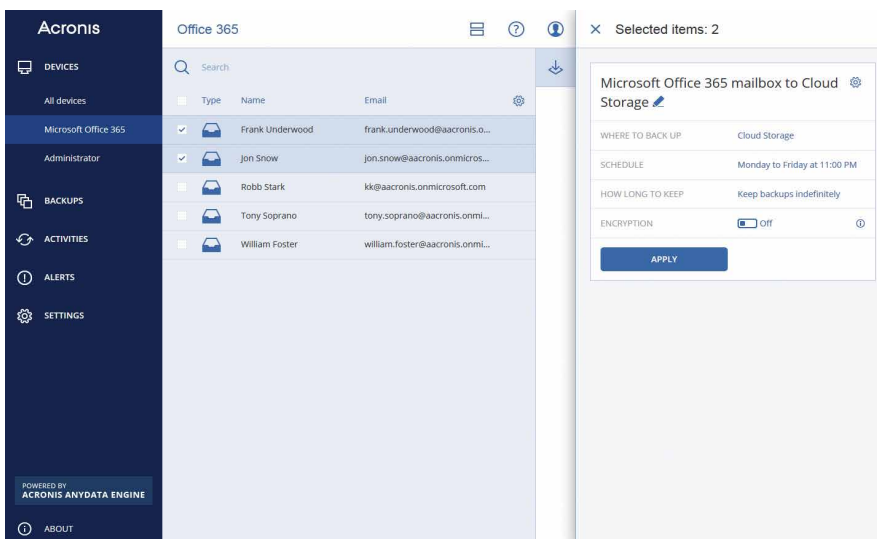 Acronis
DEVICES
All devices
Microsoft Office 365
Administrator
BACKUPS
ACTIVITIES
ALERTS
SETTINGS
POWERED BY
ACRONIS ANYDATA ENGINE
ABOUT
Office 365
Search
Type Name Email
Frank Underwood frank.underwood@aacronis.o...
Jon Snow jon.snow@aacronis.onmicros...
Robb Stark kk@aacronis.onmicrosoft.com
Tony Soprano tony.soprano@aacronis.onmi...
William Foster william.foster@aacronis.onmi...
Selected items: 2
Microsoft Office 365 mailbox to Cloud
Storage
WHERE TO BACK UP Cloud Storage
SCHEDULE Monday to Friday at 11:00 PM
HOW LONG TO KEEP Keep backups indefinitely
ENCRYPTION Off
APPLY